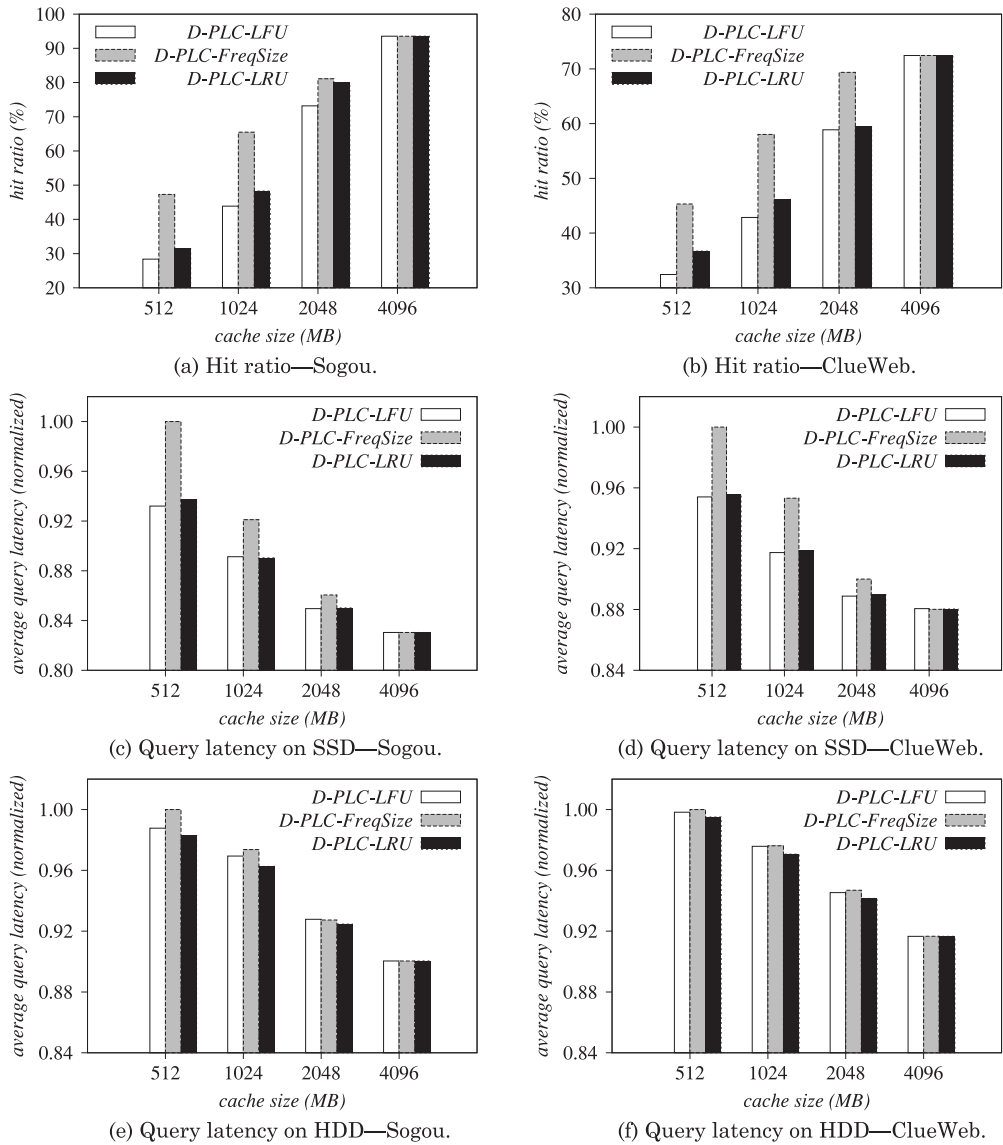 D-PLC-LFU
D-PLC-FreqSize
D-PLC-LRU
hit ratio (%)
100
90
80
70
60
50
40
30
20
512 1024 2048 4096
cache size (MB)
(a) Hit ratio—Sogou.
D-PLC-LFU
D-PLC-FreqSize
D-PLC-LRU
hit ratio (%)
80
70
60
50
40
30
512 1024 2048 4096
cache size (MB)
(b) Hit ratio—ClueWeb.
D-PLC-LFU
D-PLC-FreqSize
D-PLC-LRU
average query latency (normalized)
1.00
0.96
0.92
0.88
0.84
0.80
512 1024 2048 4096
cache size (MB)
(c) Query latency on SSD—Sogou.
D-PLC-LFU
D-PLC-FreqSize
D-PLC-LRU
average query latency (normalized)
1.00
0.96
0.92
0.88
0.84
512 1024 2048 4096
cache size (MB)
(d) Query latency on SSD—ClueWeb.
D-PLC-LFU
D-PLC-FreqSize
D-PLC-LRU
average query latency (normalized)
1.00
0.96
0.92
0.88
0.84
512 1024 2048 4096
cache size (MB)
(e) Query latency on HDD—Sogou.
D-PLC-LFU
D-PLC-FreqSize
D-PLC-LRU
average query latency (normalized)
1.00
0.96
0.92
0.88
0.84
512 1024 2048 4096
cache size (MB)
(f) Query latency on HDD—ClueWeb.